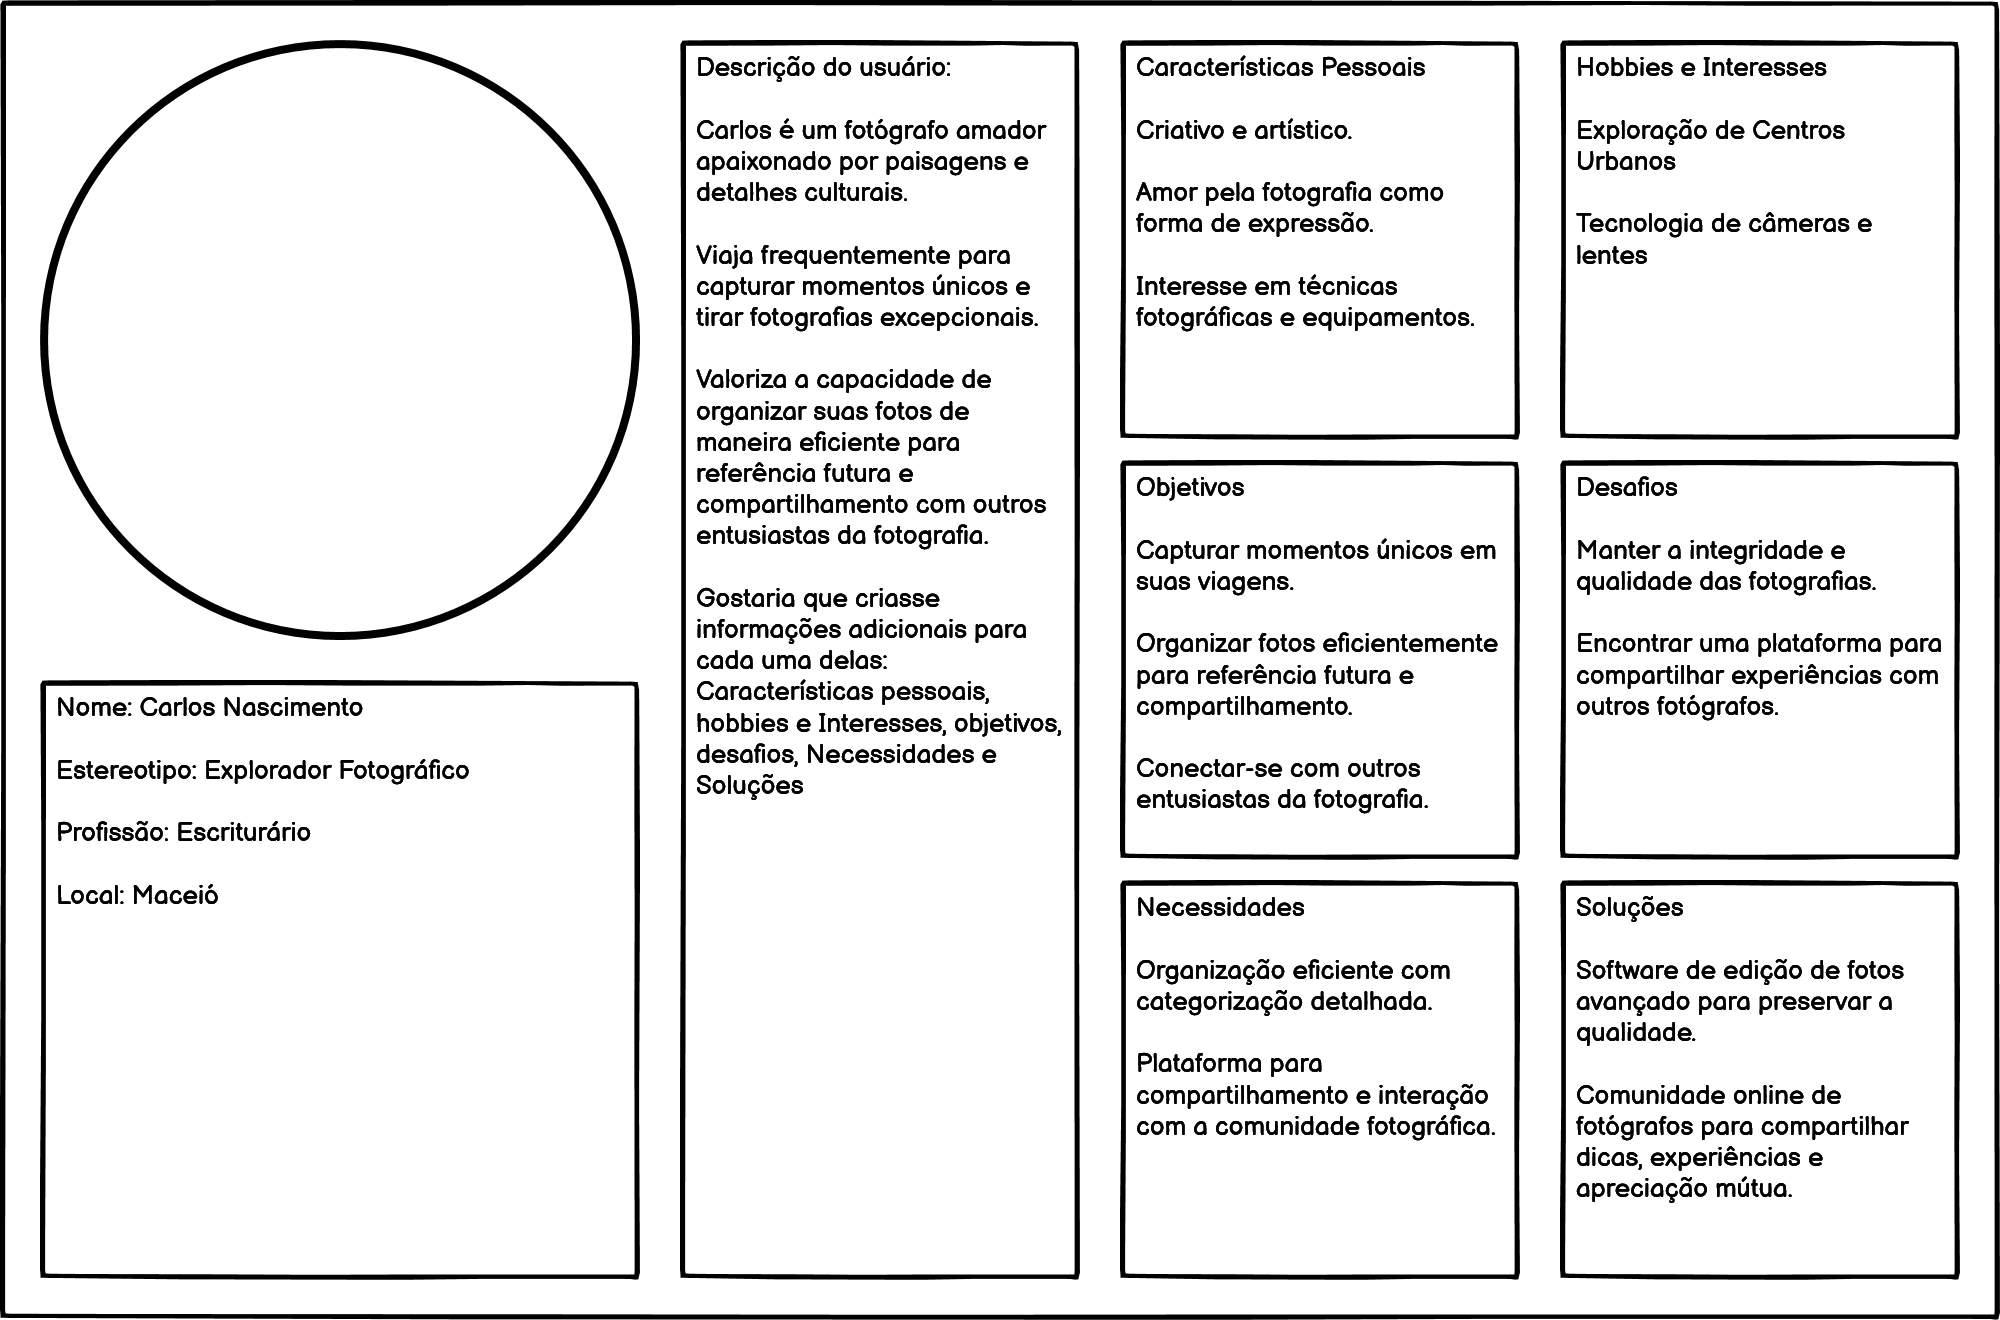 Nome: Carlos Nascimento
Estereotipo: Explorador Fotográfico
Profissão: Escriturário
Local: Maceió
Descrição do usuário:
Carlos é um fotógrafo amador
apaixonado por paisagens e
detalhes culturais.
Viaja frequentemente para
capturar momentos únicos e
tirar fotografias excepcionais.
Valoriza a capacidade de
organizar suas fotos de
maneira eficiente para
referência futura e
compartilhamento com outros
entusiastas da fotografia.
Gostaria que criasse
informações adicionais para
cada uma delas:
Características pessoais,
hobbies e Interesses, objetivos,
desafios, Necessidades e
Soluções
Características Pessoais
Criativo e artístico.
Amor pela fotografia como
forma de expressão.
Interesse em técnicas
fotográficas e equipamentos.
Hobbies e Interesses
Exploração de Centros
Urbanos
Tecnologia de câmeras e
lentes
Objetivos
Capturar momentos únicos em
suas viagens.
Organizar fotos eficientemente
para referência futura e
compartilhamento.
Conectar-se com outros
entusiastas da fotografia.
Desafios
Manter a integridade e
qualidade das fotografias.
Encontrar uma plataforma para
compartilhar experiências com
outros fotógrafos.
Necessidades
Organização eficiente com
categorização detalhada.
Plataforma para
compartilhamento e interação
com a comunidade fotográfica.
Soluções
Software de edição de fotos
avançado para preservar a
qualidade.
Comunidade online de
fotógrafos para compartilhar
dicas, experiências e
apreciação mútua.